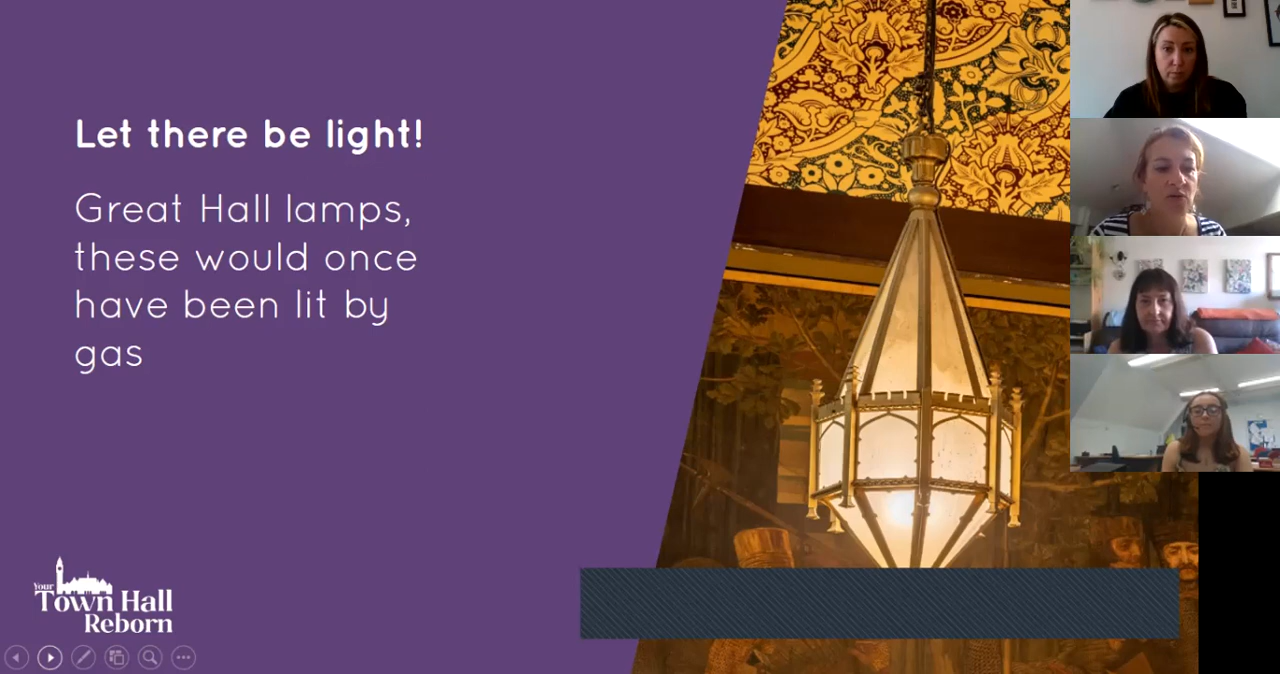 Let there be light!
Great Hall lamps,
these would once
have been lit by
gas
Your
Town Hall
Reborn